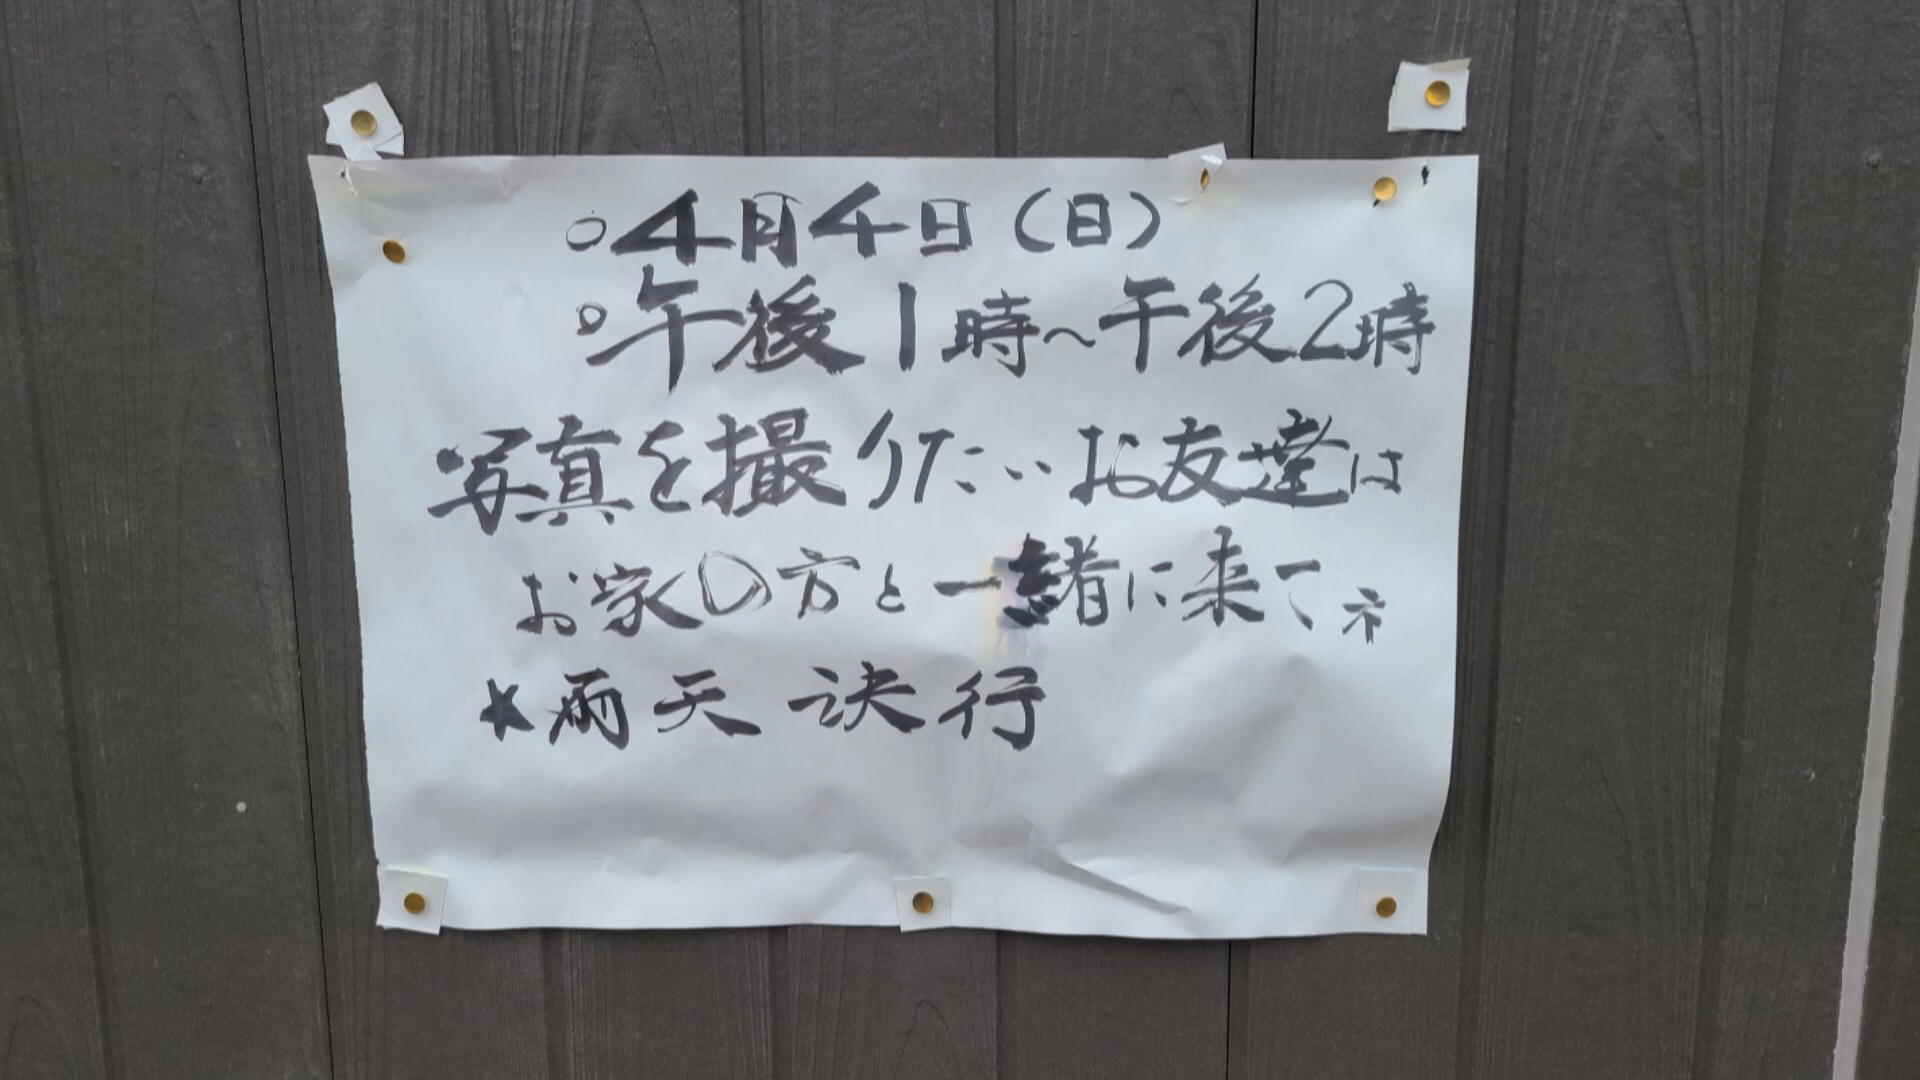 ○4月4日(日)
○午後1時～午後2時
写真を撮りたいお友達は
お家の方と一緒に来てネ
★雨天決行